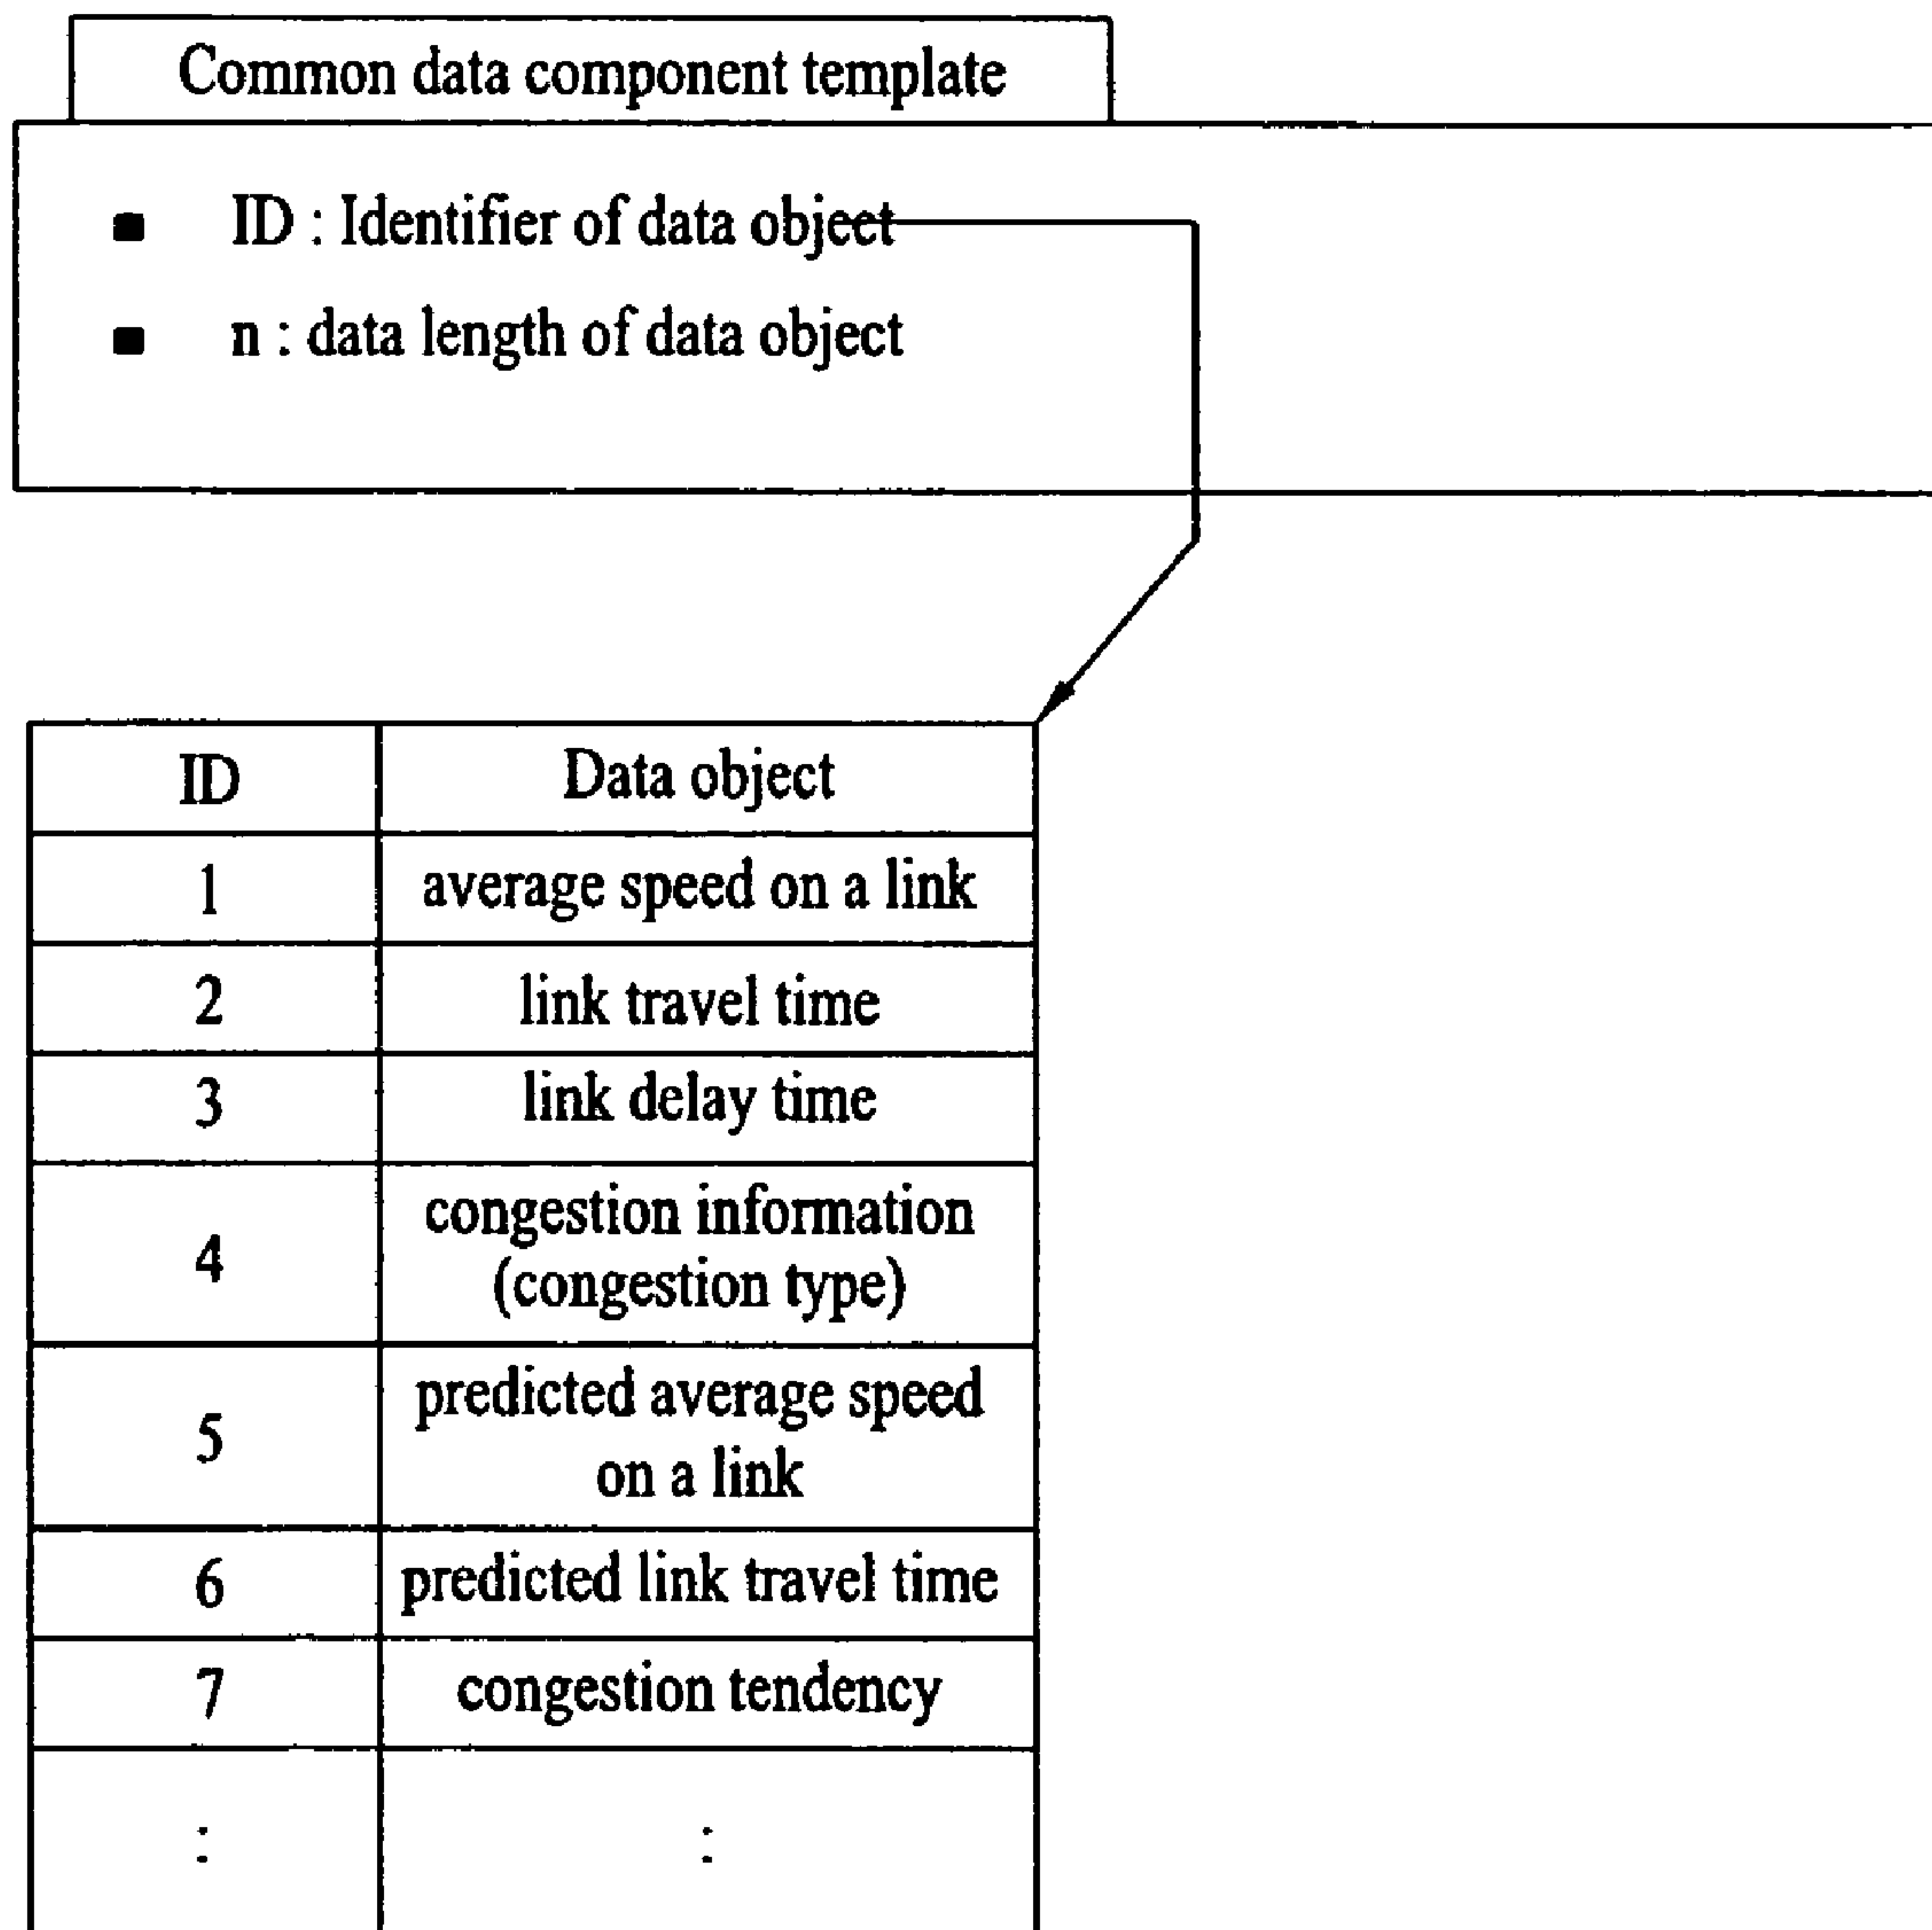 Common data component template
■ ID : Identifier of data object
■ n : data length of data object
ID Data object
1 average speed on a link
2 link travel time
3 link delay time
4 congestion information
(congestion type)
5 predicted average speed
on a link
6 predicted link travel time
7 congestion tendency
: :